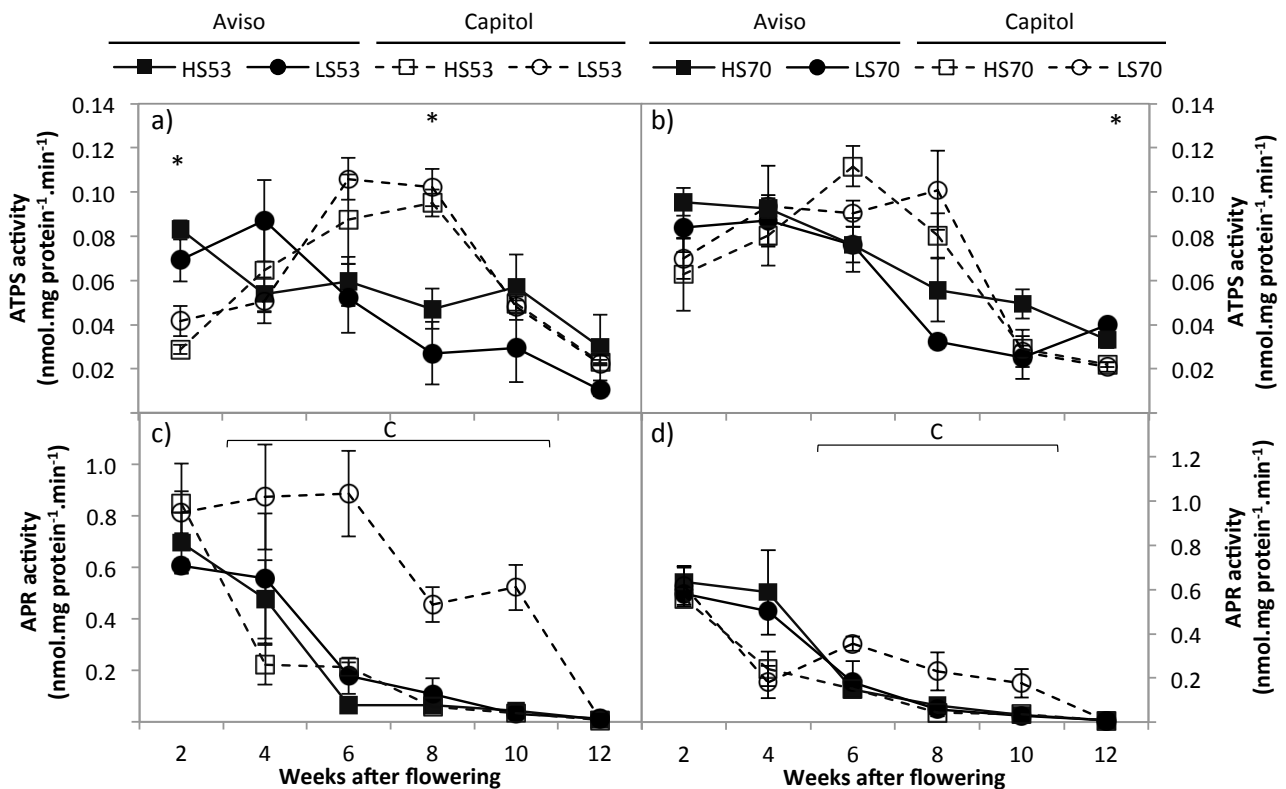 Aviso Capitol Aviso Capitol
HS53 LS53 HS53 LS53 HS70 LS70 HS70 LS70
0.14 a) * b) * 0.14
0.12 * 0.12
0.10 0.10
0.08 0.08
0.06 0.06
0.04 0.04
0.02 0.02
ATPS activity
(nmol.mg protein⁻¹.min⁻¹)
ATPS activity
(nmol.mg protein⁻¹.min⁻¹)
c) C d) C
1.0 1.2
0.8 1.0
0.6 0.8
0.4 0.6
0.2 0.4
0.2
APR activity
(nmol.mg protein⁻¹.min⁻¹)
APR activity
(nmol.mg protein⁻¹.min⁻¹)
2 4 6 8 10 12 2 4 6 8 10 12
Weeks after flowering Weeks after flowering